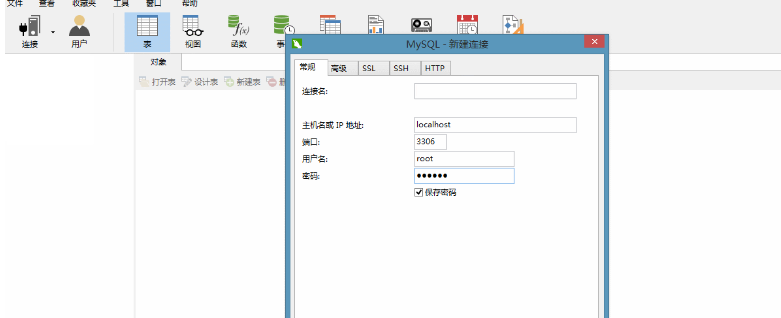 文件 查看 收藏夹 工具 窗口 帮助
f(x)
连接 用户 表 视图 函数
MySQL - 新建连接
对象
常规 高级 SSL SSH HTTP
打开表 设计表 新建表
连接名:
主机名或 IP 地址: localhost
端口: 3306
用户名: root
密码: ●●●●●●
保存密码